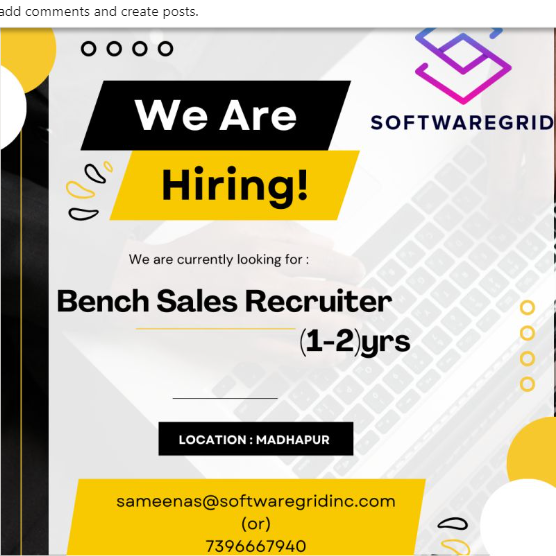 add comments and create posts.
SOFTWAREGRID
We Are
Hiring!
We are currently looking for :
Bench Sales Recruiter
(1-2)yrs
LOCATION : MADHAPUR
sameenas@softwaregridinc.com
(or)
7396667940